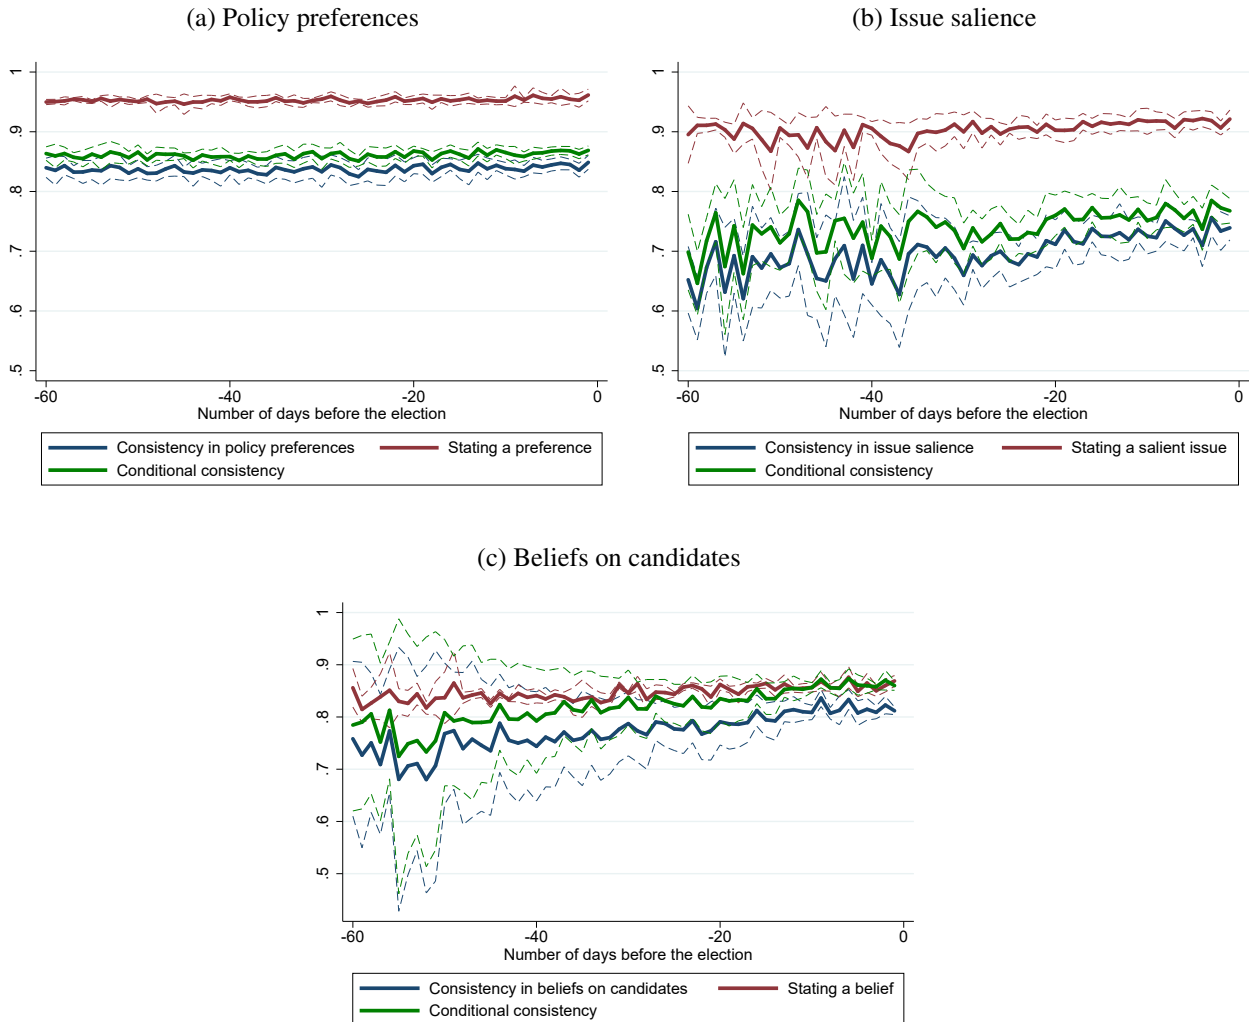 (a) Policy preferences
1
.9
.8
.7
.6
.5
-60
-40
-20
0
Number of days before the election
Consistency in policy preferences
Stating a preference
Conditional consistency
(b) Issue salience
1
.9
.8
.7
.6
.5
-60
-40
-20
0
Number of days before the election
Consistency in issue salience
Stating a salient issue
Conditional consistency
(c) Beliefs on candidates
1
.9
.8
.7
.6
.5
-60
-40
-20
0
Number of days before the election
Consistency in beliefs on candidates
Stating a belief
Conditional consistency